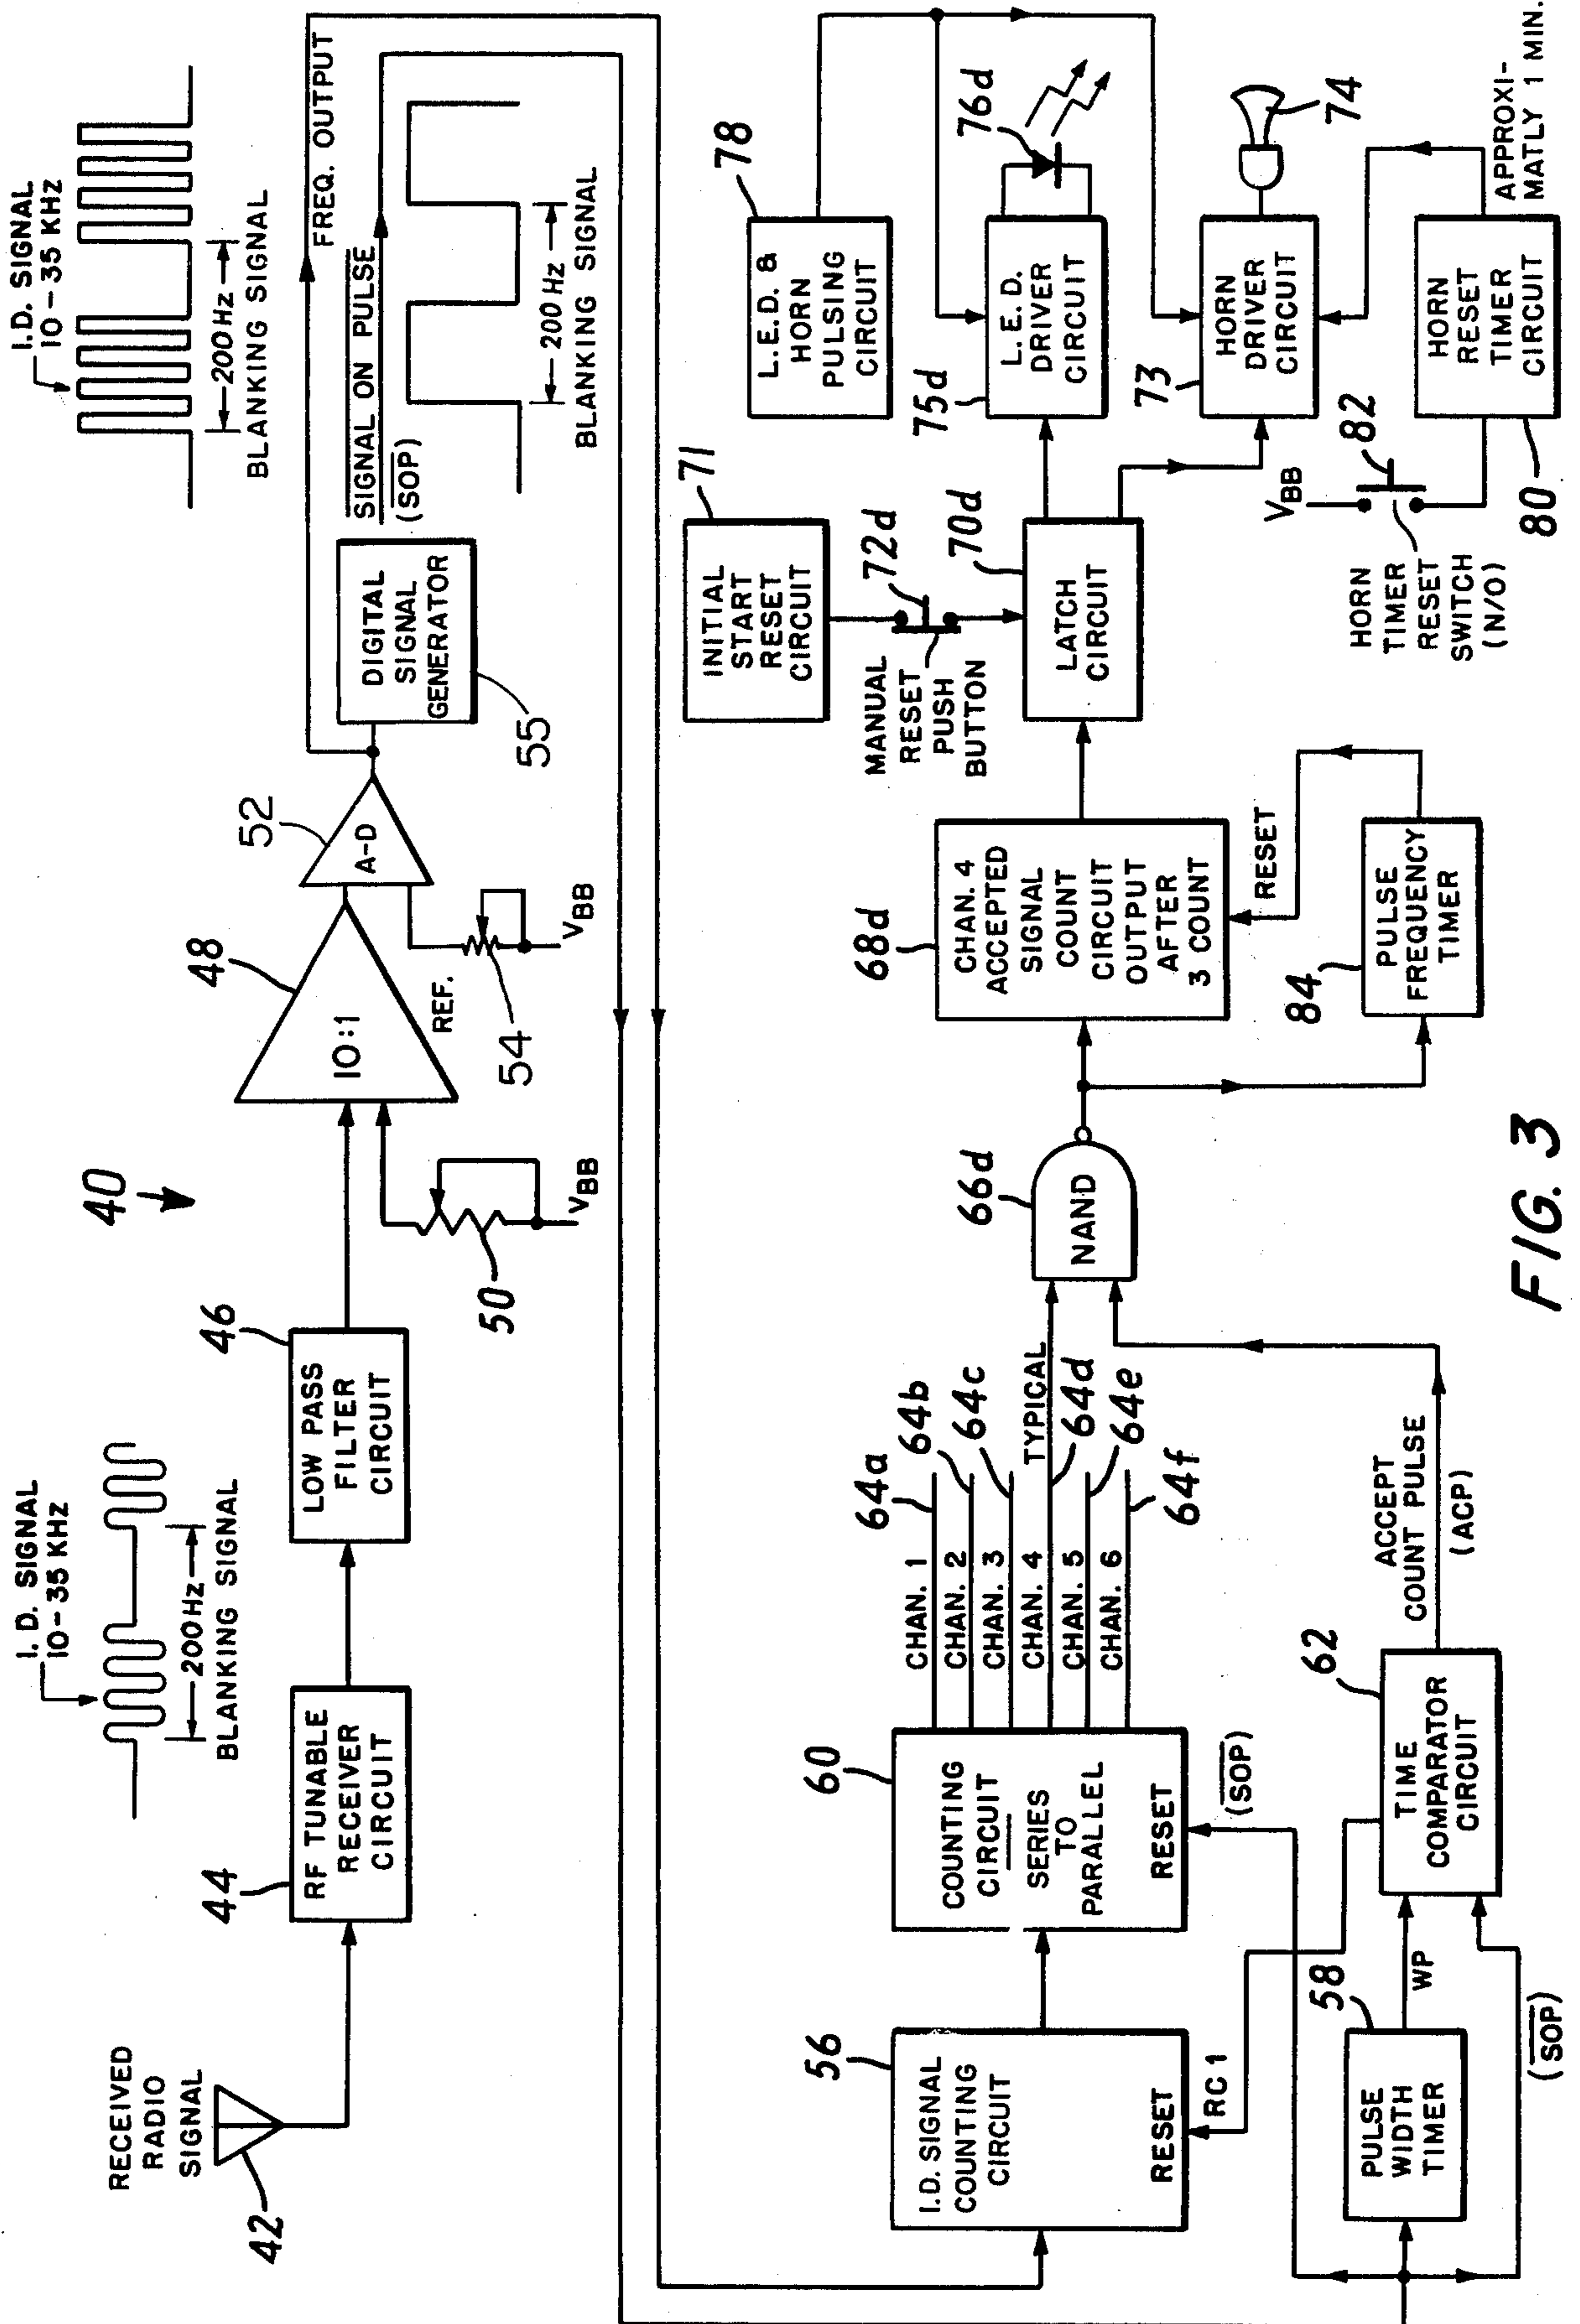 40
RECEIVED
RADIO
SIGNAL
42
44
RF TUNABLE
RECEIVER
CIRCUIT
I.D. SIGNAL
10-35 KHz
200 Hz
BLANKING SIGNAL
46
LOW PASS
FILTER
CIRCUIT
50
VBB
48
10:1
REF.
54
VBB
52
A-D
DIGITAL
SIGNAL
GENERATOR
55
I.D. SIGNAL
10-35 KHz
200 Hz
BLANKING SIGNAL
FREQ. OUTPUT
SIGNAL ON PULSE
(SOP)
200 Hz
BLANKING SIGNAL
56
I.D. SIGNAL
COUNTING
CIRCUIT
RESET
RC 1
60
COUNTING
CIRCUIT
SERIES
TO
PARALLEL
RESET
(SOP)
58
PULSE
WIDTH
TIMER
WP
(SOP)
62
TIME
COMPARATOR
CIRCUIT
ACCEPT
COUNT PULSE
(ACP)
CHAN. 1
CHAN. 2
CHAN. 3
CHAN. 4
CHAN. 5
CHAN. 6
64a
64b
64c
TYPICAL
64d
64e
64f
66d
NAND
68d
CHAN. 4
ACCEPTED
SIGNAL
COUNT
CIRCUIT
OUTPUT
AFTER
3 COUNT
RESET
84
PULSE
FREQUENCY
TIMER
71
INITIAL
START
RESET
CIRCUIT
72d
MANUAL
RESET
PUSH
BUTTON
70d
LATCH
CIRCUIT
78
L.E.D. &
HORN
PULSING
CIRCUIT
75d
L.E.D.
DRIVER
CIRCUIT
76d
73
HORN
DRIVER
CIRCUIT
74
VBB
82
HORN
TIMER
RESET
SWITCH
(N/O)
80
HORN
RESET
TIMER
CIRCUIT
APPROXI-
MATLY 1 MIN.
FIG. 3